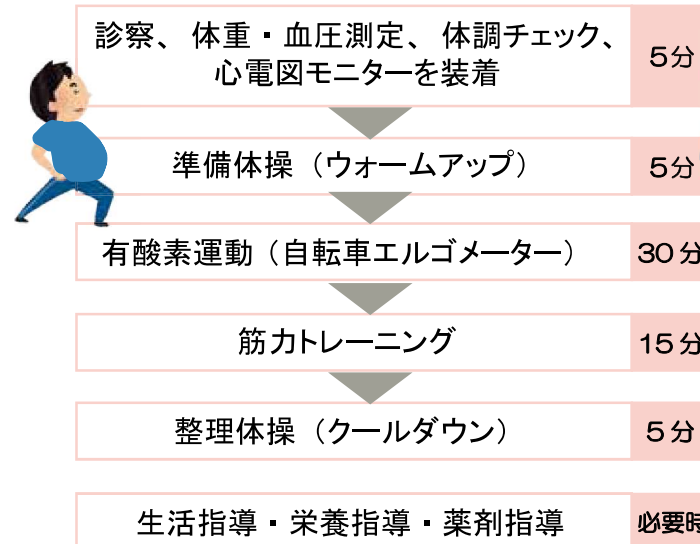 診察、体重・血圧測定、体調チェック、
心電図モニターを装着
5分
準備体操（ウォームアップ）
5分
有酸素運動（自転車エルゴメーター）
30分
筋力トレーニング
15分
整理体操（クールダウン）
5分
生活指導・栄養指導・薬剤指導
必要時